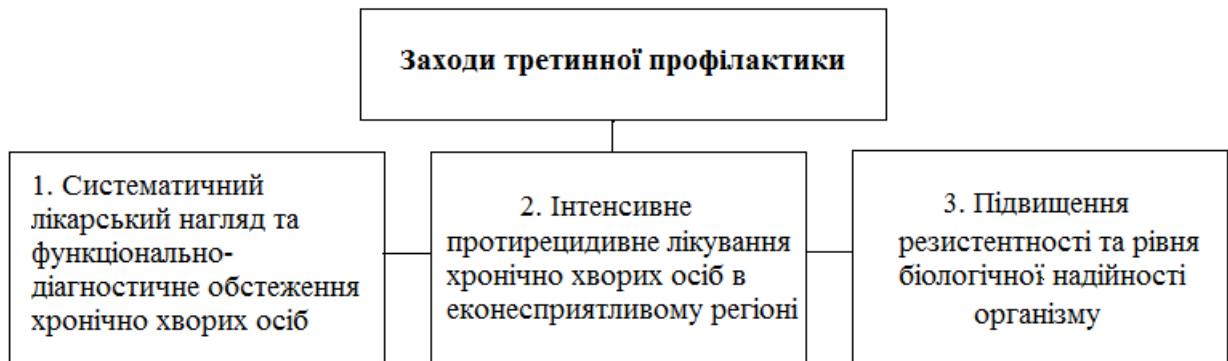 Заходи третинної профілактики
1. Систематичний
лікарський нагляд та
функціонально-
діагностичне обстеження
хронічно хворих осіб
2. Інтенсивне
протирецидивне лікування
хронічно хворих осіб в
еконесприятливому регіоні
3. Підвищення
резистентності та рівня
біологічної надійності
організму